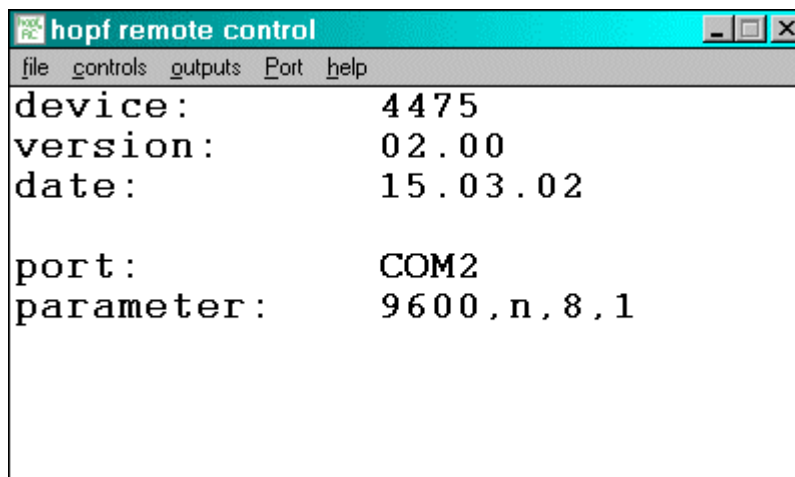 hopf remote control
file controls outputs Port help
device: 4475
version: 02.00
date: 15.03.02
port: COM2
parameter: 9600,n,8,1